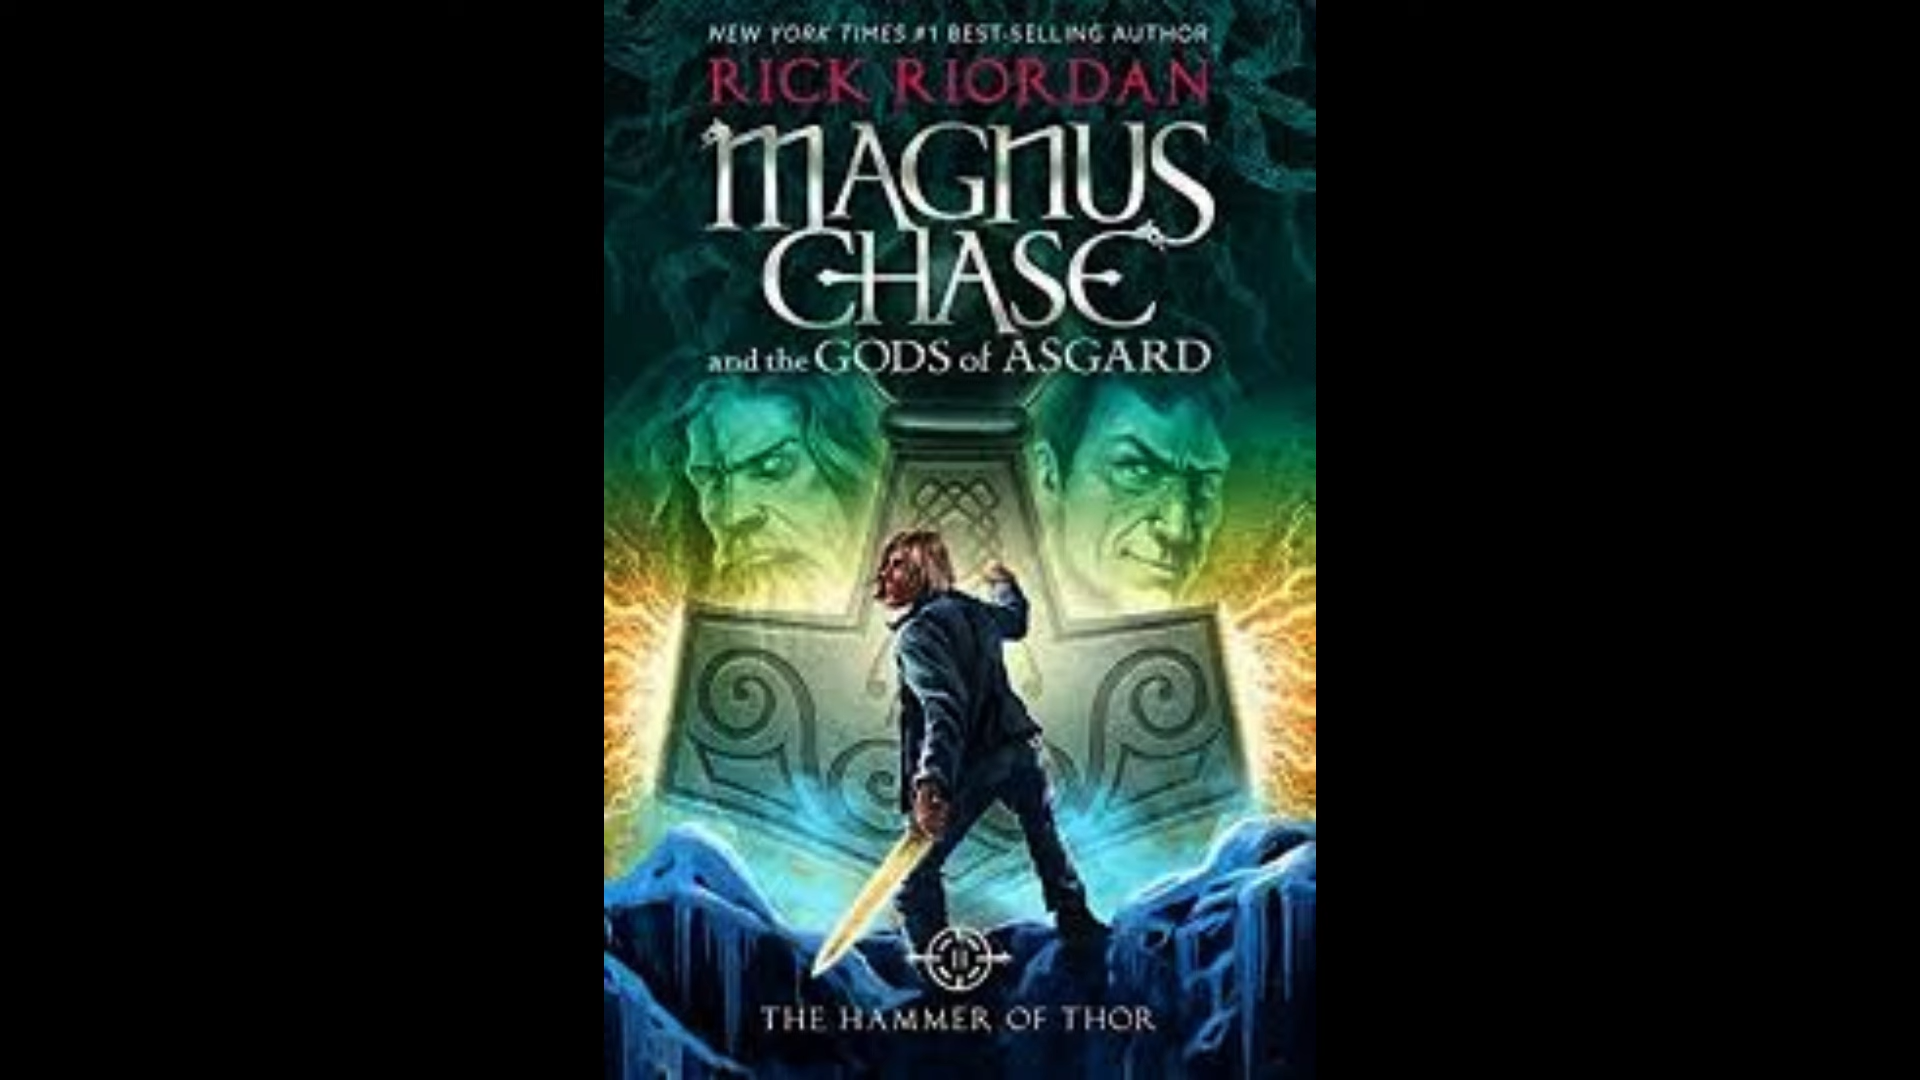 NEW YORK TIMES #1 BEST-SELLING AUTHOR
RICK RIORDAN
MAGNUS
CHASE
and the GODS of ASGARD
II
THE HAMMER OF THOR